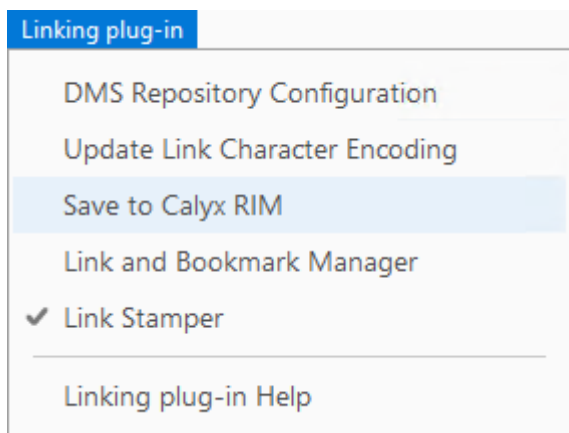 Linking plug-in
DMS Repository Configuration
Update Link Character Encoding
Save to Calyx RIM
Link and Bookmark Manager
Link Stamper
Linking plug-in Help